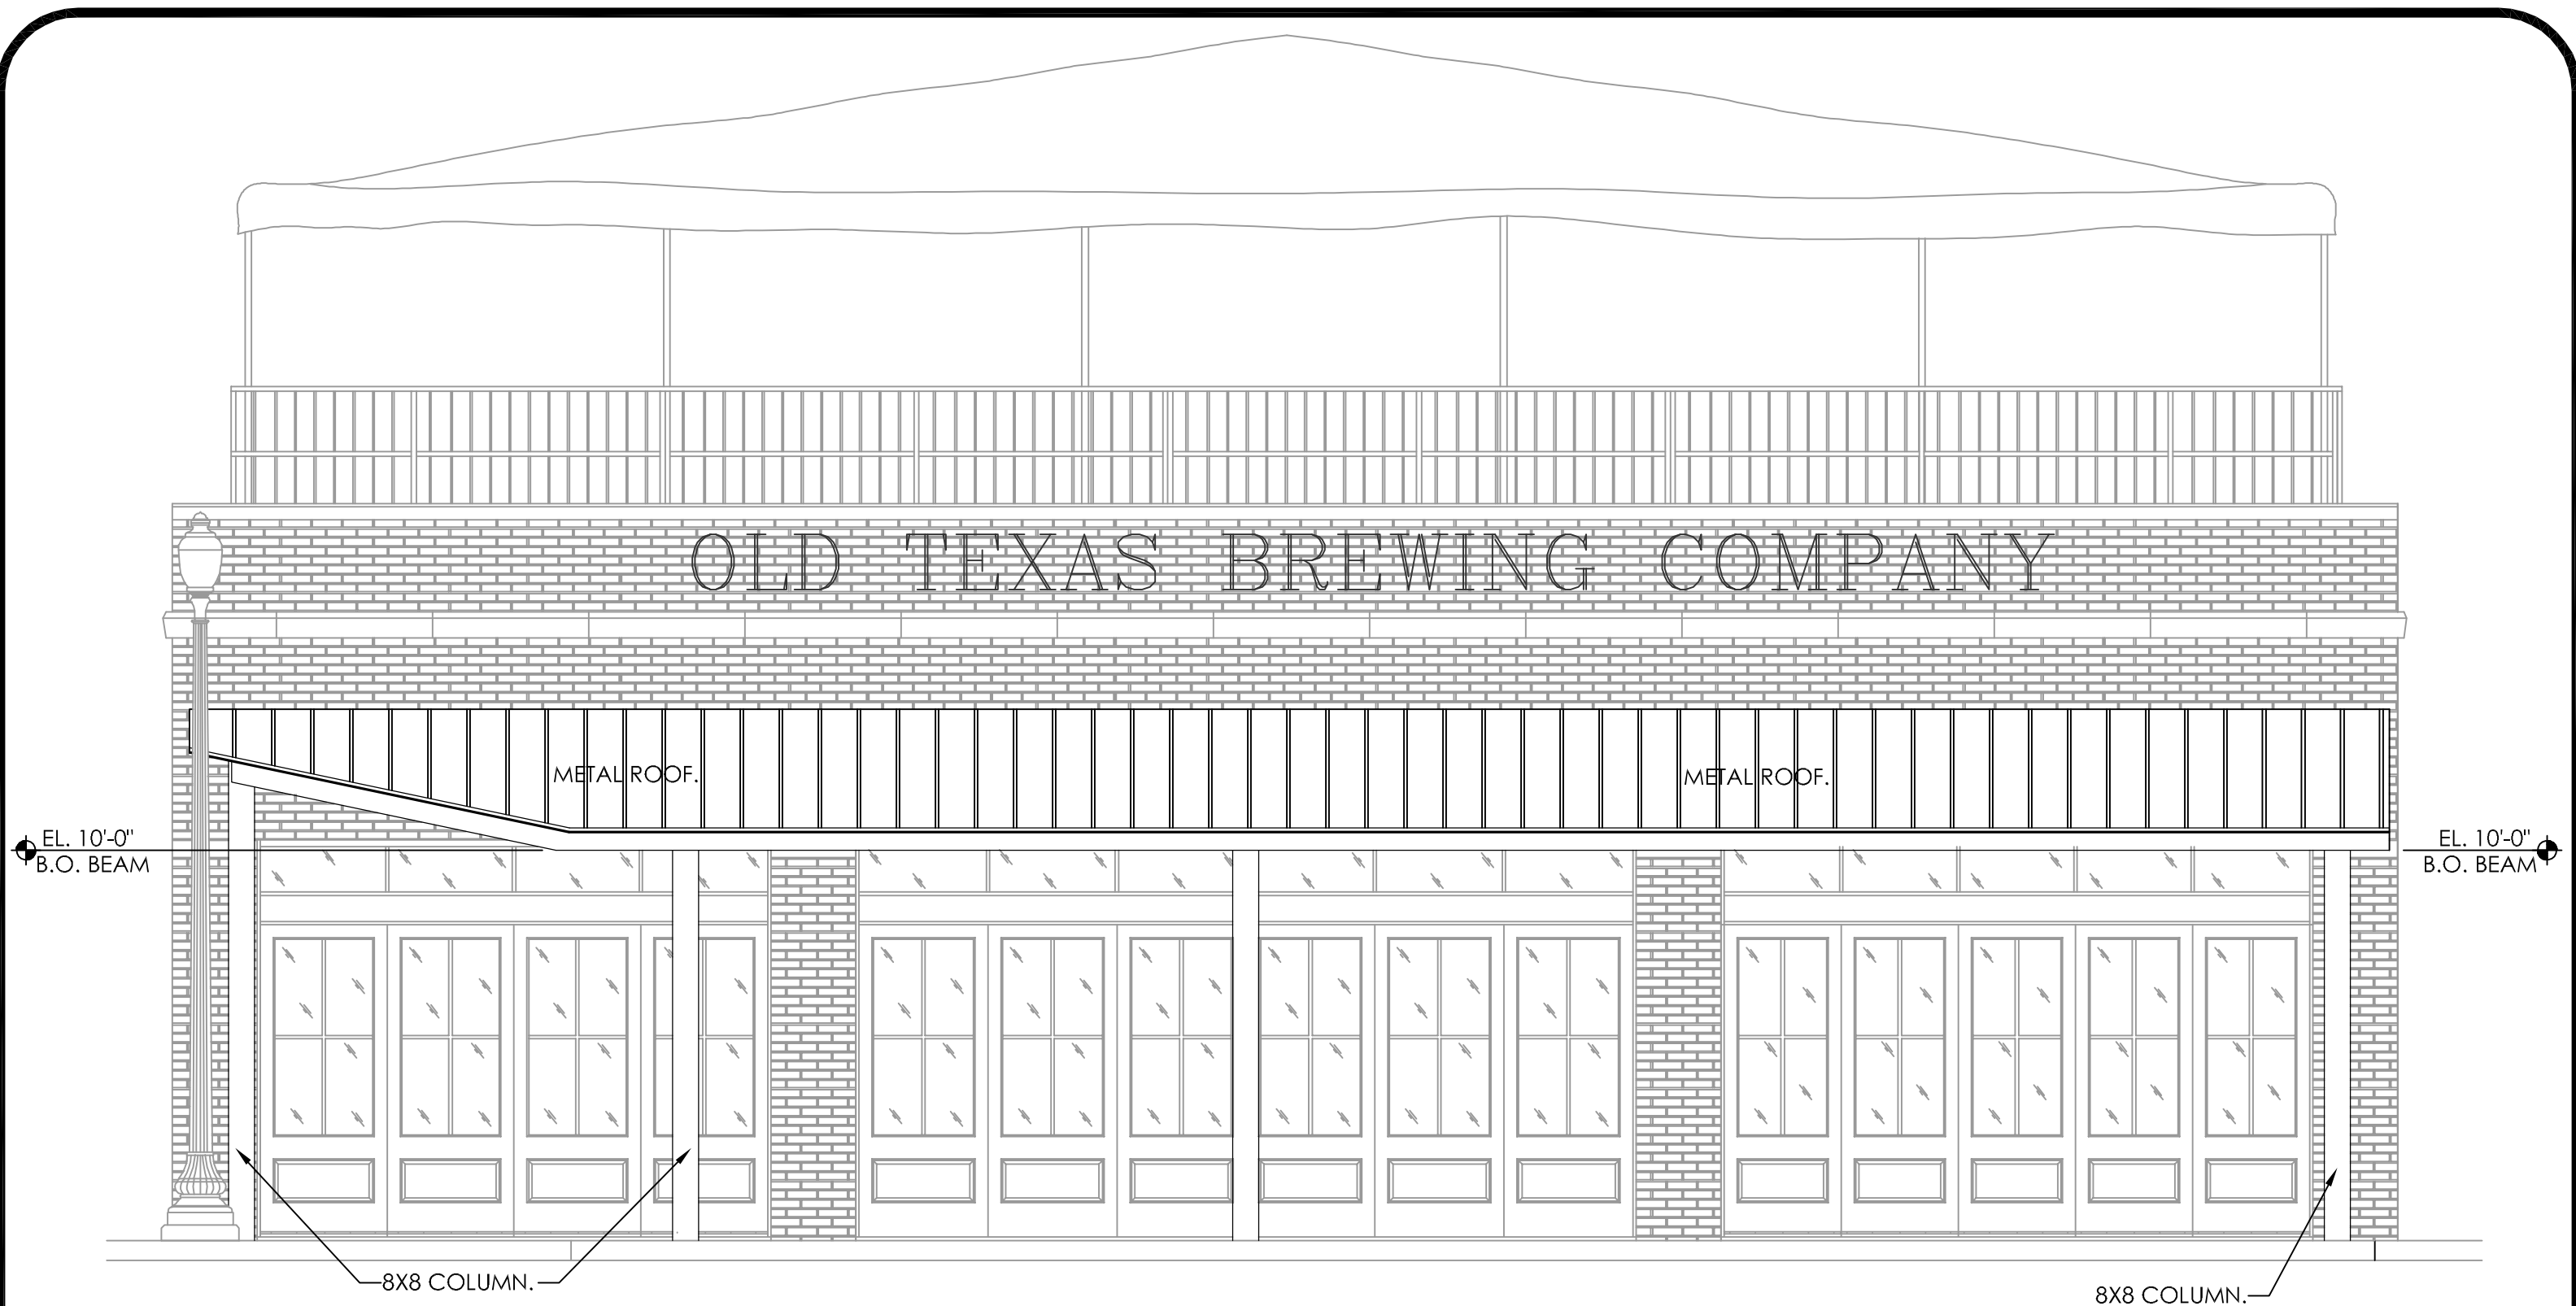 OLD TEXAS BREWING COMPANY
METAL ROOF.
METAL ROOF.
EL. 10'-0"
B.O. BEAM
EL. 10'-0"
B.O. BEAM
8X8 COLUMN.
8X8 COLUMN.